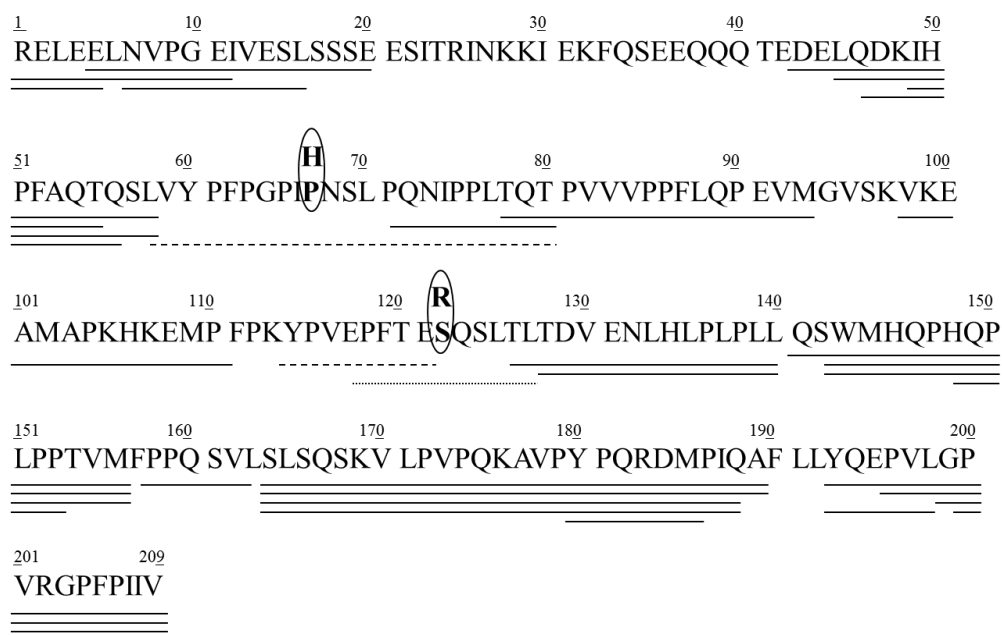 1 10 20 30 40 50
RELEELNVPG EIVESLSSSE ESITRINKKI EKFQSEEQQQ TEDELQDKIH
51 60 H 70 80 90 100
PFAQTQSLVY PFPGPIPNSL PQNIPPLTQT PVVVPPFLQP EVMGVSKVKE
101 110 120 R 130 140 150
AMAPKHKEMP FPKYPVEPFT ESQSLTLTDV ENLHLPLPLL QSWMHQPHQP
151 160 170 180 190 200
LPPTVMFPPQ SVLSLSQSKV LPVPQKAVPY PQRDMPIQAF LLYQEPVLGP
201 209
VRGPFPIIV